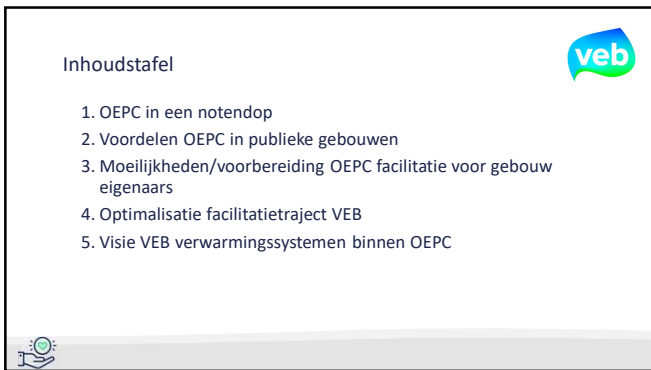 veb
Inhoudstafel
1. OEPC in een notendop
2. Voordelen OEPC in publieke gebouwen
3. Moeilijkheden/voorbereiding OEPC facilitatie voor gebouw
eigenaars
4. Optimalisatie facilitatietraject VEB
5. Visie VEB verwarmingssystemen binnen OEPC